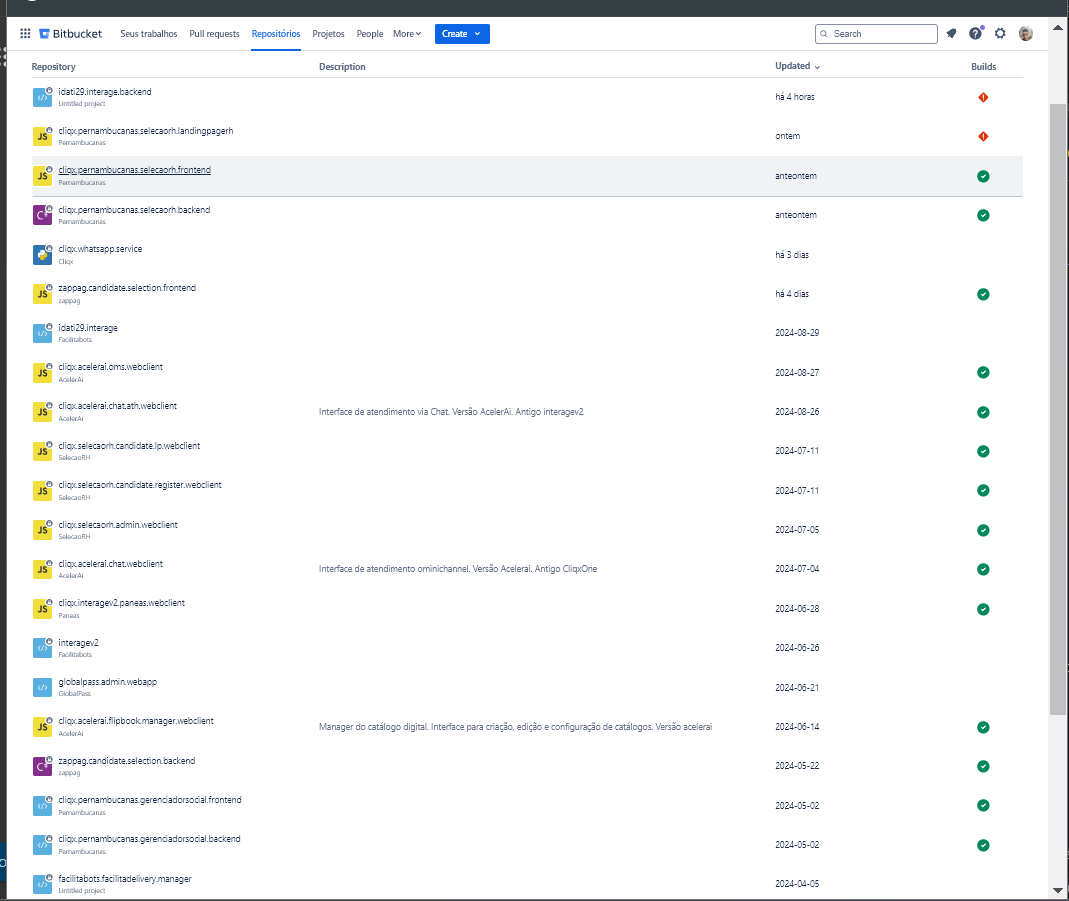 Bitbucket Seus trabalhos Pull requests Repositórios Projetos People More Create Search
Repository Description Updated Builds
idati29.interage.backend há 4 horas
Untitled project
cliqx.pernambucanas.selecaorh.landingpagerh ontem
Pernambucanas
cliqx.pernambucanas.selecaorh.frontend anteontem
Pernambucanas
cliqx.pernambucanas.selecaorh.backend anteontem
Pernambucanas
cliqx.whatsapp.service há 3 dias
Cliqx
zappag.candidate.selection.frontend há 4 dias
zappag
idati29.interage 2024-08-29
Facilitabots
cliqx.acelerai.oms.webclient 2024-08-27
AcelerAi
cliqx.acelerai.chat.ath.webclient Interface de atendimento via Chat. Versão AcelerAi. Antigo interagev2 2024-08-26
AcelerAi
cliqx.selecaorh.candidate.lp.webclient 2024-07-11
SelecaoRH
cliqx.selecaorh.candidate.register.webclient 2024-07-11
SelecaoRH
cliqx.selecaorh.admin.webclient 2024-07-05
SelecaoRH
cliqx.acelerai.chat.webclient Interface de atendimento ominichannel. Versão Acelerai. Antigo CliqxOne 2024-07-04
AcelerAi
cliqx.interagev2.paneas.webclient 2024-06-28
Paneas
interagev2 2024-06-26
Facilitabots
globalpass.admin.webapp 2024-06-21
GlobalPass
cliqx.acelerai.flipbook.manager.webclient Manager do catálogo digital. Interface para criação, edição e configuração de catálogos. Versão acelerai 2024-06-14
AcelerAi
zappag.candidate.selection.backend 2024-05-22
zappag
cliqx.pernambucanas.gerenciadorsocial.frontend 2024-05-02
Pernambucanas
cliqx.pernambucanas.gerenciadorsocial.backend 2024-05-02
Pernambucanas
facilitabots.facilitadelivery.manager 2024-04-05
Untitled project